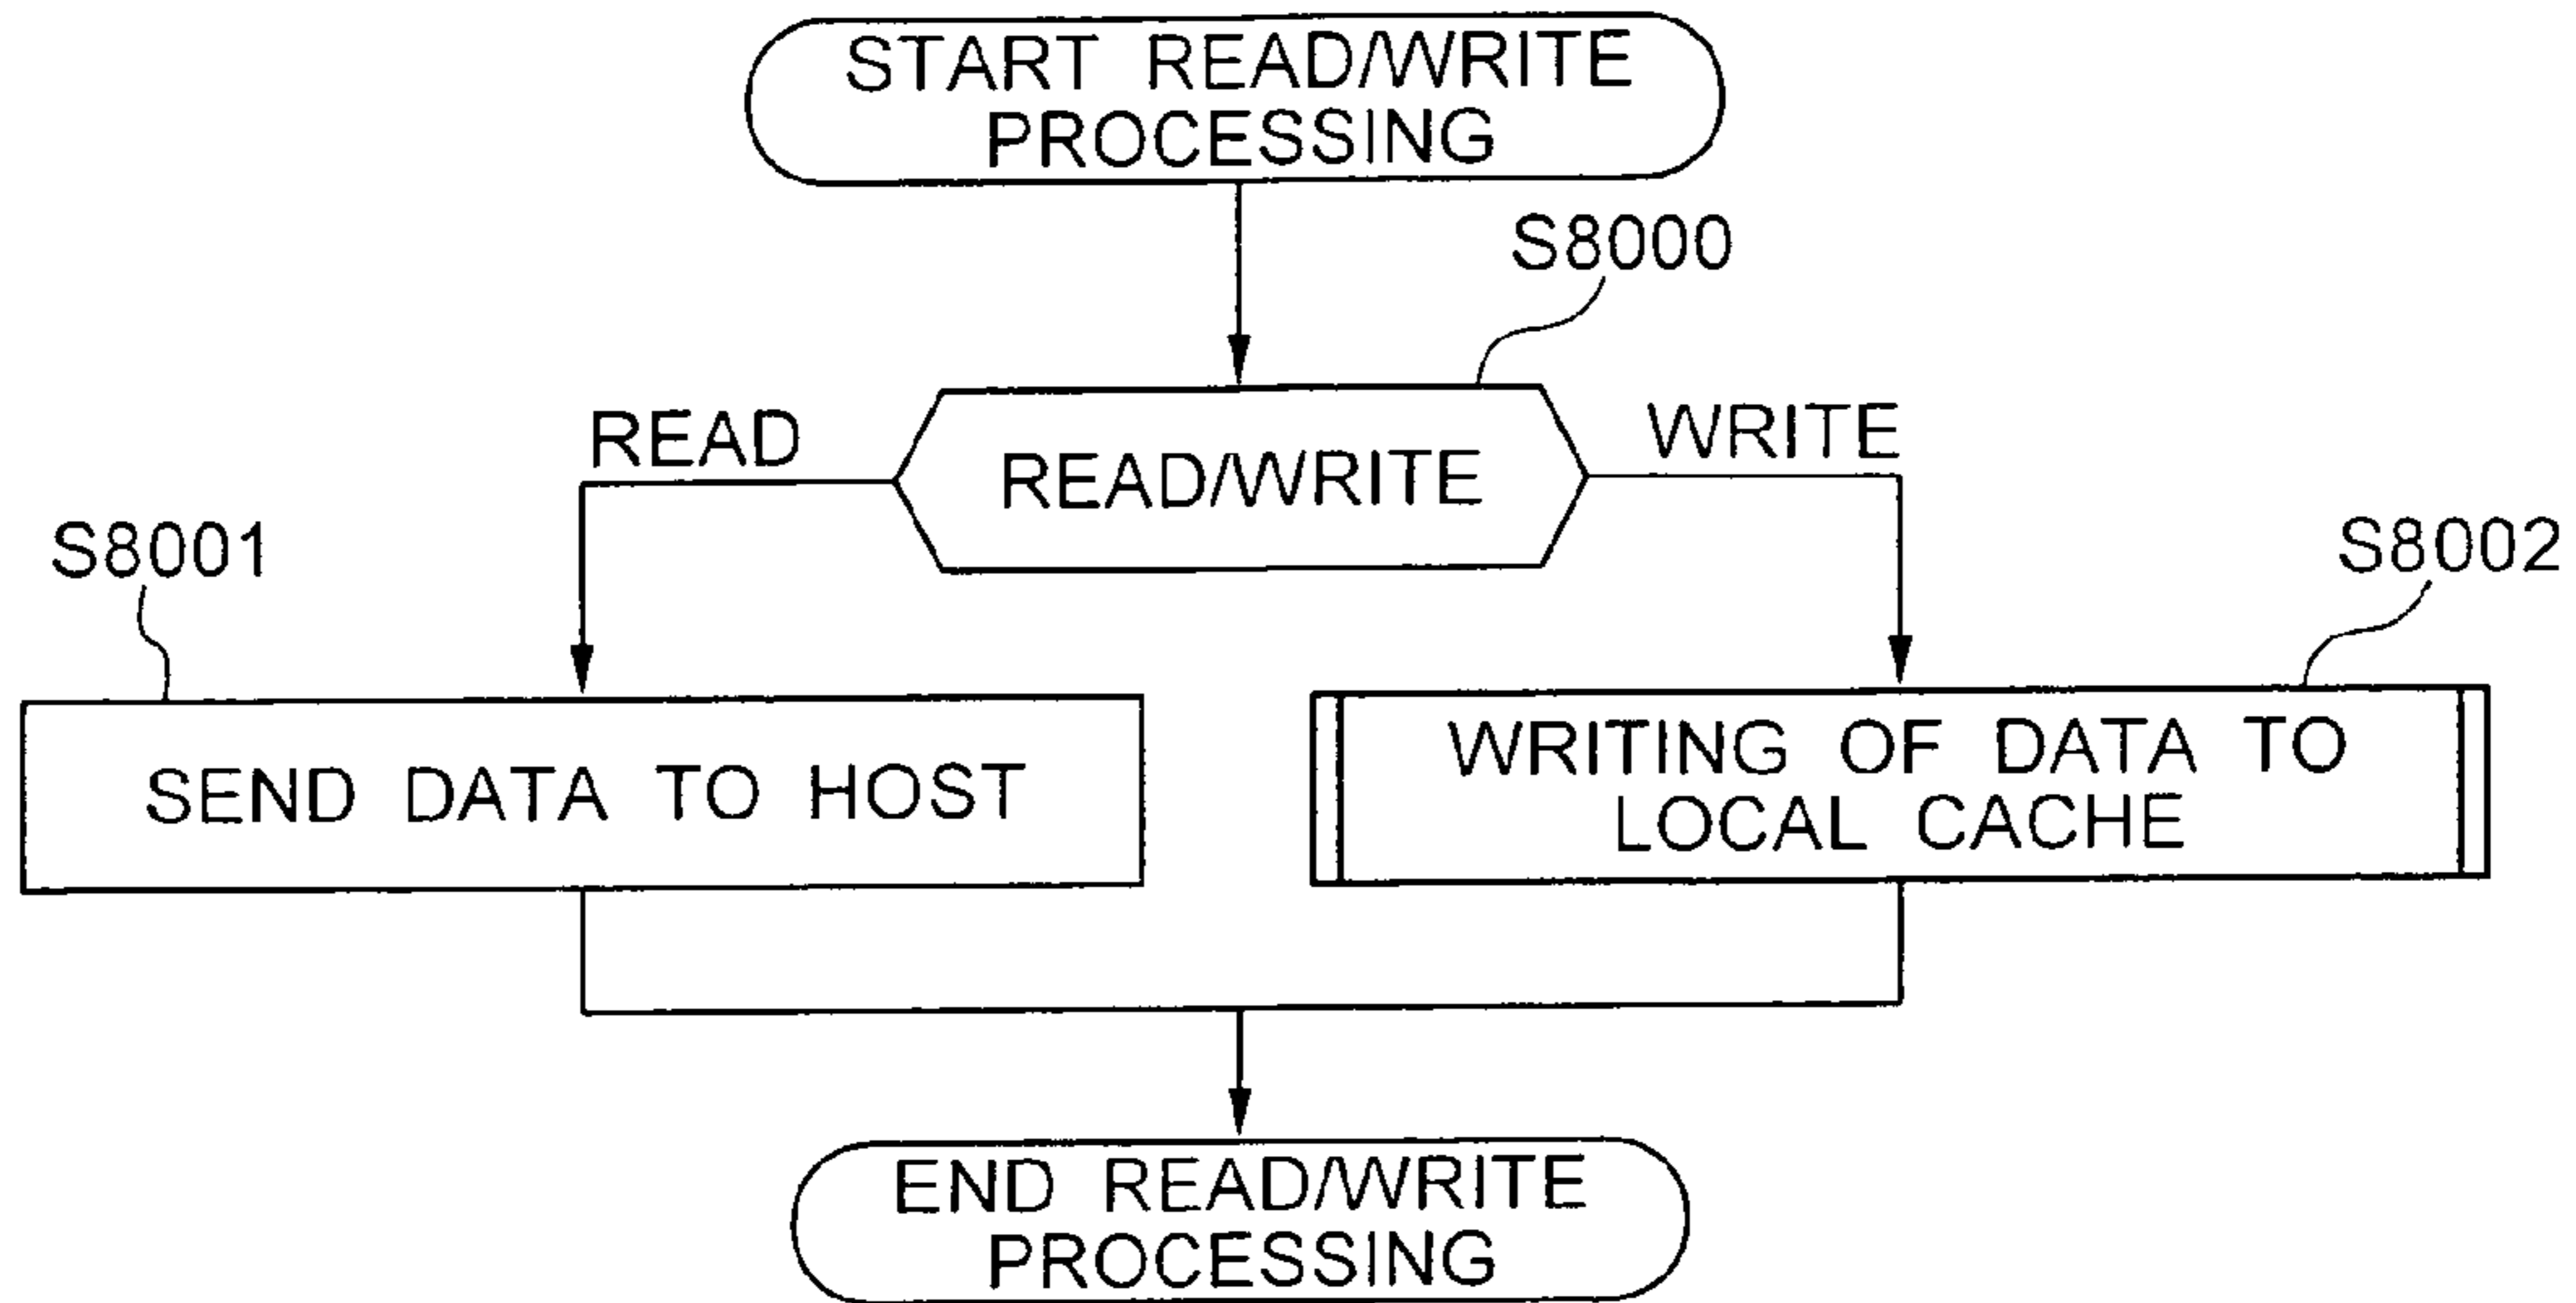 START READ/WRITE
PROCESSING
S8000
READ
READ/WRITE
WRITE
S8001
S8002
SEND DATA TO HOST
WRITING OF DATA TO
LOCAL CACHE
END READ/WRITE
PROCESSING